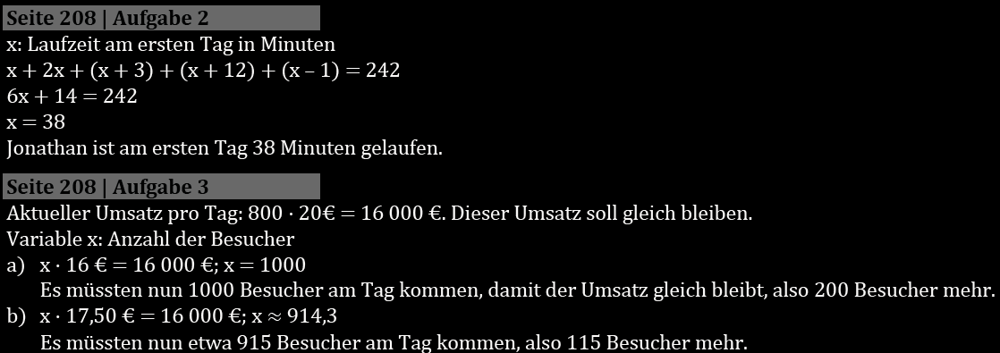 Seite 208 | Aufgabe 2
x: Laufzeit am ersten Tag in Minuten
x + 2x + (x + 3) + (x + 12) + (x – 1) = 242
6x + 14 = 242
x = 38
Jonathan ist am ersten Tag 38 Minuten gelaufen.
Seite 208 | Aufgabe 3
Aktueller Umsatz pro Tag: 800 · 20€ = 16 000 €. Dieser Umsatz soll gleich bleiben.
Variable x: Anzahl der Besucher
a) x · 16 € = 16 000 €; x = 1000
Es müssten nun 1000 Besucher am Tag kommen, damit der Umsatz gleich bleibt, also 200 Besucher mehr.
b) x · 17,50 € = 16 000 €; x ≈ 914,3
Es müssten nun etwa 915 Besucher am Tag kommen, also 115 Besucher mehr.